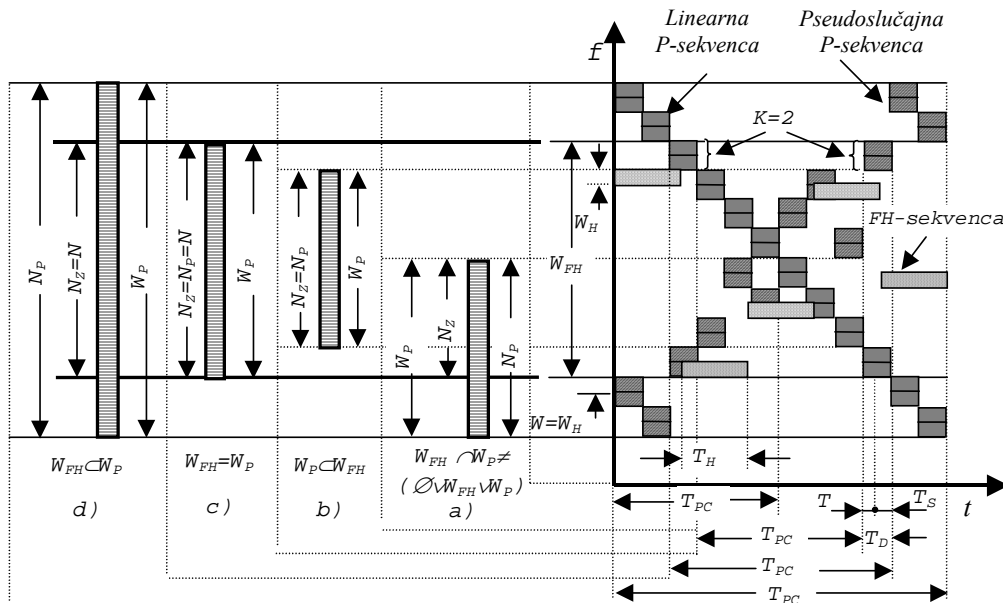 Linearna
P-sekvenca
Pseudoslučajna
P-sekvenca
f
K=2
FH-sekvenca
W_H
W_FH
W=W_H
N_P
N_Z=N
W_P
N_Z=N_P=N
W_P
N_Z=N_P
W_P
W_P
N_Z
N_P
W_FH⊂W_P
W_FH=W_P
W_P⊂W_FH
W_FH∩W_P≠
(∅∨W_FH∨W_P)
d)
c)
b)
a)
T_H
T_PC
T
T_S
t
T_PC
T_D
T_PC
T_PC